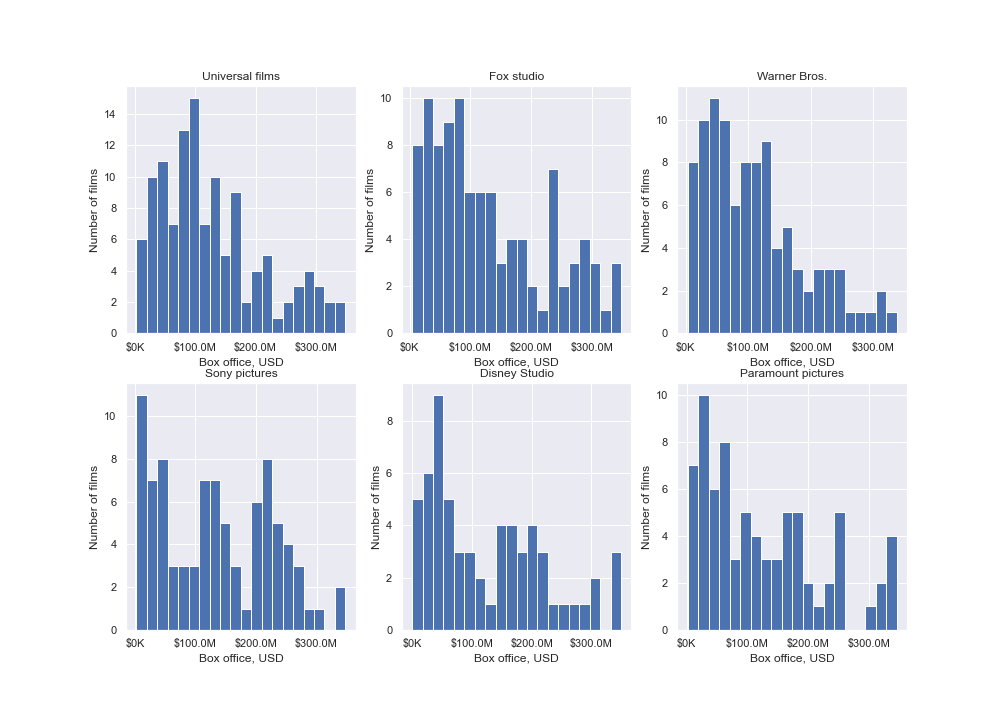 Universal films
Number of films
14
12
10
8
6
4
2
0
$0K $100.0M $200.0M $300.0M
Box office, USD
Fox studio
Number of films
10
8
6
4
2
0
$0K $100.0M $200.0M $300.0M
Box office, USD
Warner Bros.
Number of films
10
8
6
4
2
0
$0K $100.0M $200.0M $300.0M
Box office, USD
Sony pictures
Number of films
10
8
6
4
2
0
$0K $100.0M $200.0M $300.0M
Box office, USD
Disney Studio
Number of films
8
6
4
2
0
$0K $100.0M $200.0M $300.0M
Box office, USD
Paramount pictures
Number of films
10
8
6
4
2
0
$0K $100.0M $200.0M $300.0M
Box office, USD